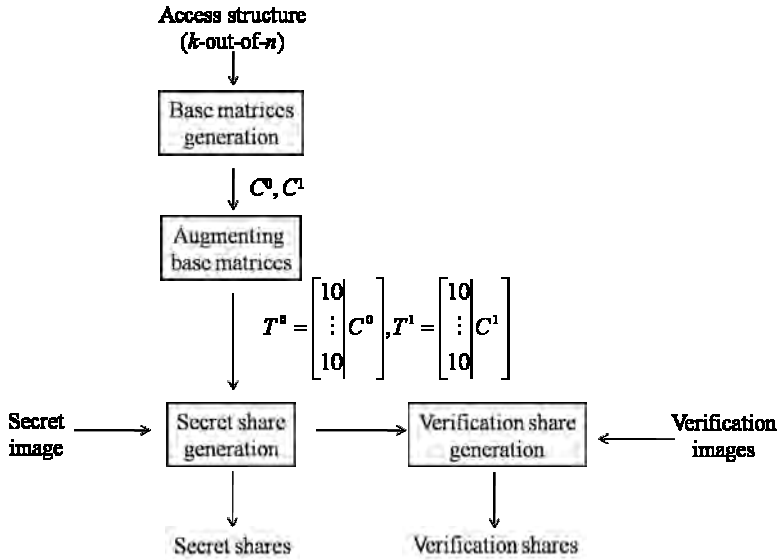 Access structure
(k-out-of-n)
Base matrices
generation
C⁰, C¹
Augmenting
base matrices
T⁰ = [10 ⋮ 10 | C⁰], T¹ = [10 ⋮ 10 | C¹]
Secret
image
Secret share
generation
Verification share
generation
Verification
images
Secret shares
Verification shares